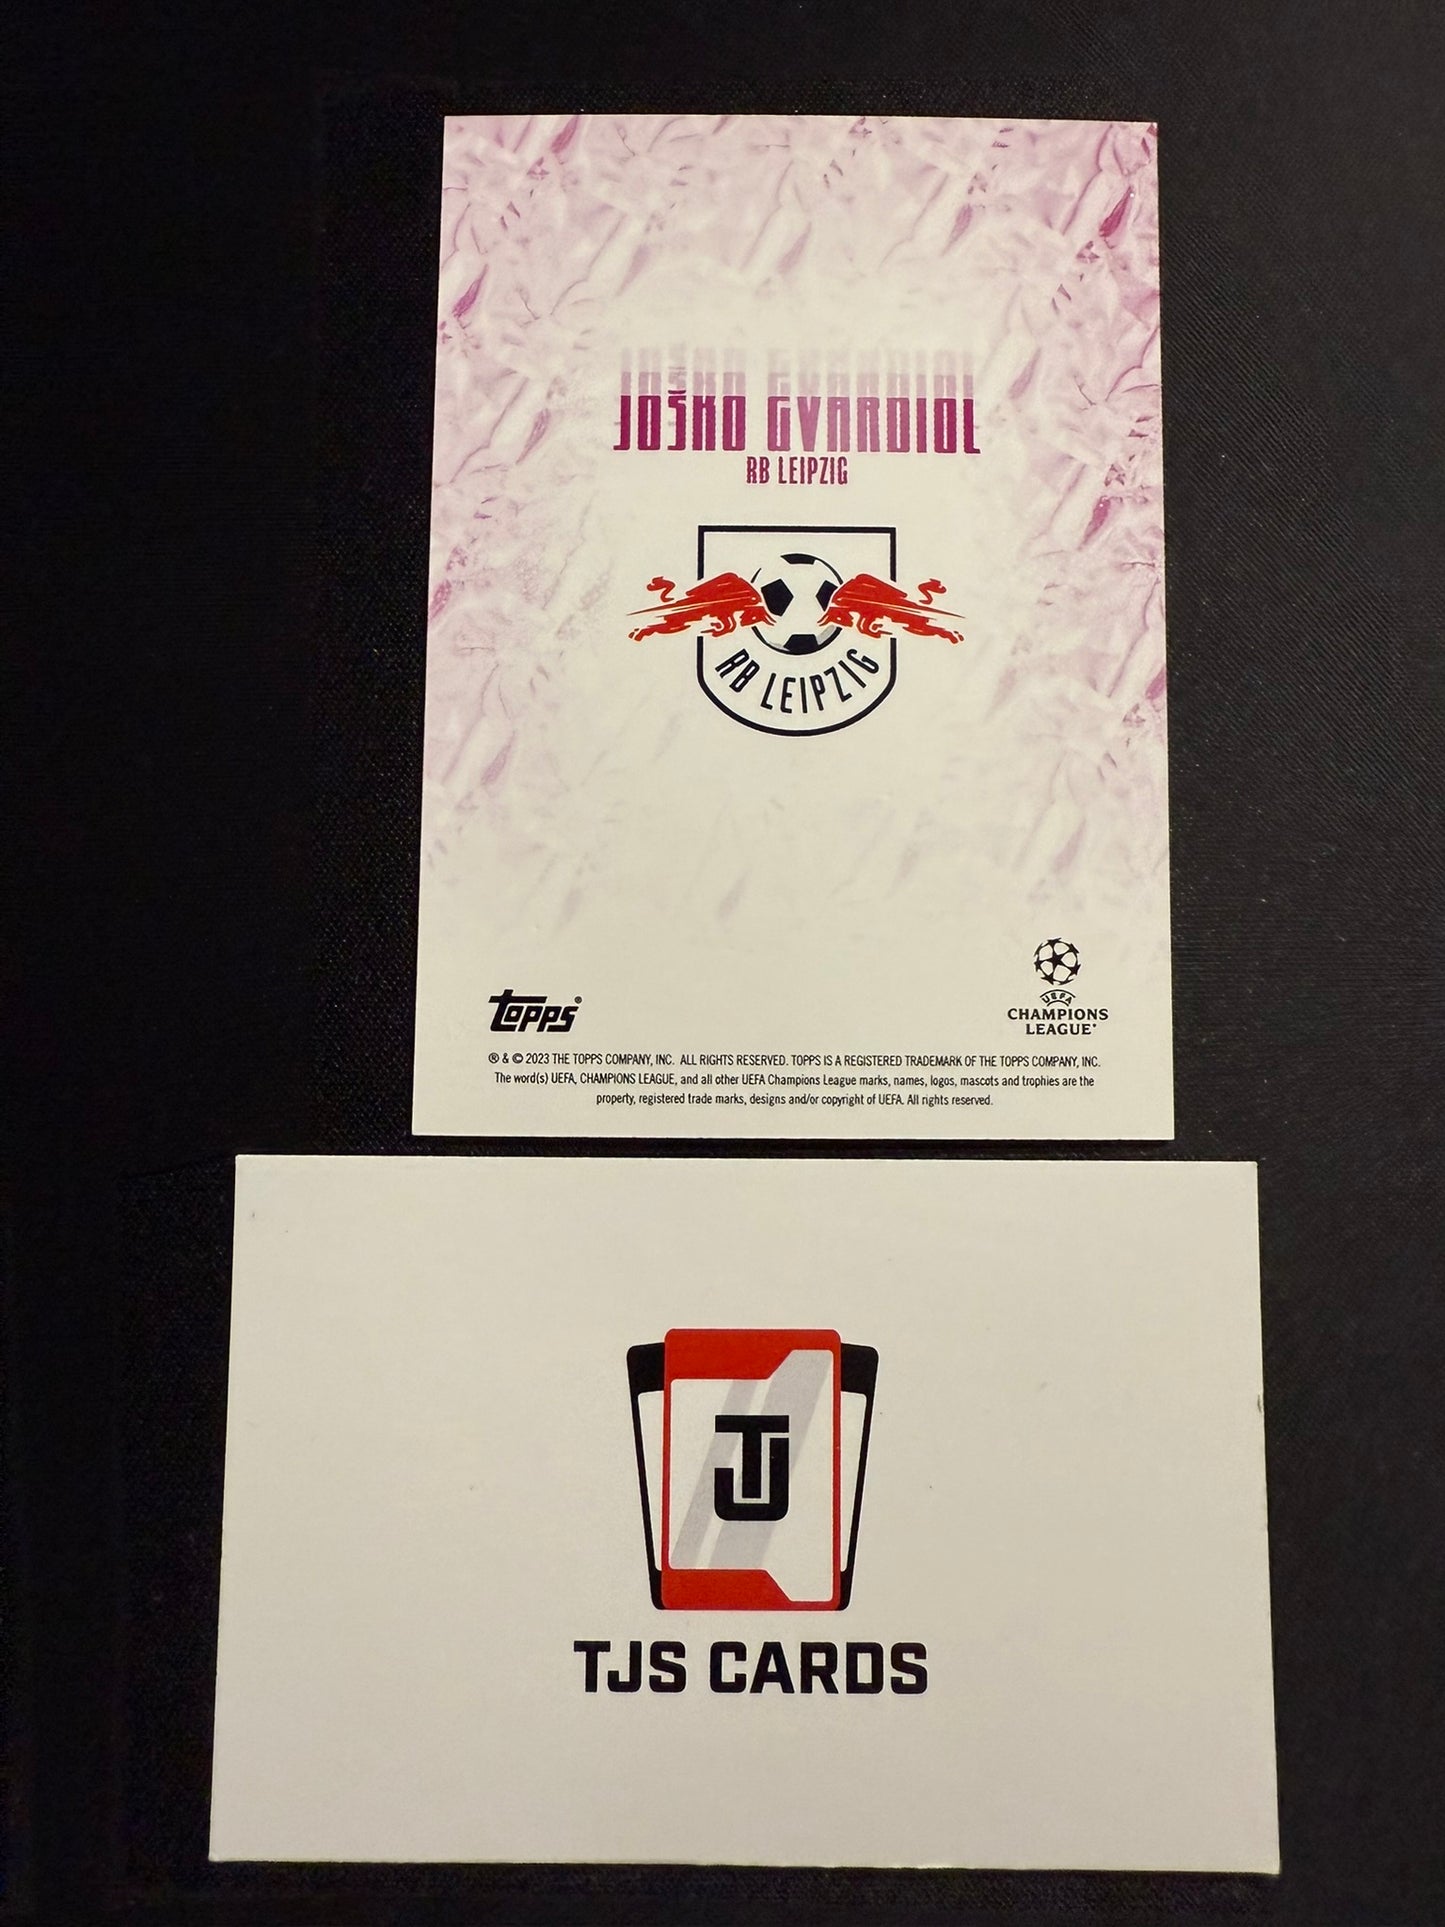 JOŠKO GVARDIOL
RB LEIPZIG
RB LEIPZIG
topps®
UEFA
CHAMPIONS
LEAGUE®
® & © 2023 THE TOPPS COMPANY, INC. ALL RIGHTS RESERVED. TOPPS IS A REGISTERED TRADEMARK OF THE TOPPS COMPANY, INC.
The word(s) UEFA, CHAMPIONS LEAGUE, and all other UEFA Champions League marks, names, logos, mascots and trophies are the
property, registered trade marks, designs and/or copyright of UEFA. All rights reserved.
TJ
TJS CARDS